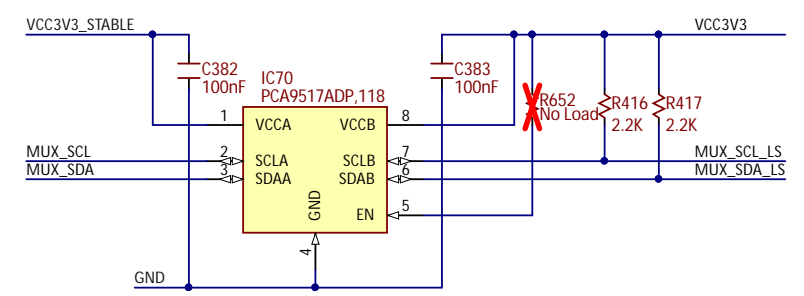 VCC3V3_STABLE
VCC3V3
C382
100nF
C383
100nF
IC70
PCA9517ADP,118
R652
No Load
R416
2.2K
R417
2.2K
1
VCCA
VCCB
8
MUX_SCL
2
SCLA
SCLB
7
MUX_SCL_LS
MUX_SDA
3
SDAA
SDAB
6
MUX_SDA_LS
GND
EN
5
4
GND